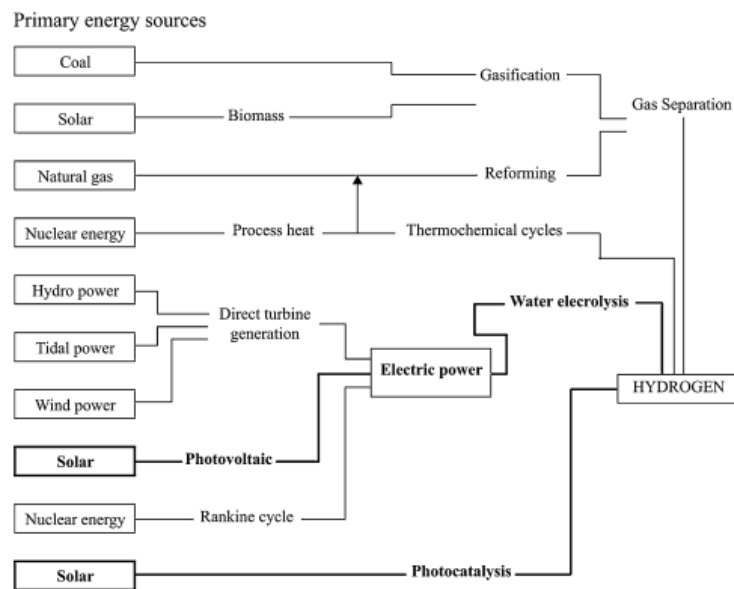 Primary energy sources
Coal
Gasification
Solar
Biomass
Gas Separation
Natural gas
Reforming
Nuclear energy
Process heat
Thermochemical cycles
Hydro power
Direct turbine
generation
Water elecrolysis
Tidal power
Electric power
HYDROGEN
Wind power
Solar
Photovoltaic
Nuclear energy
Rankine cycle
Solar
Photocatalysis